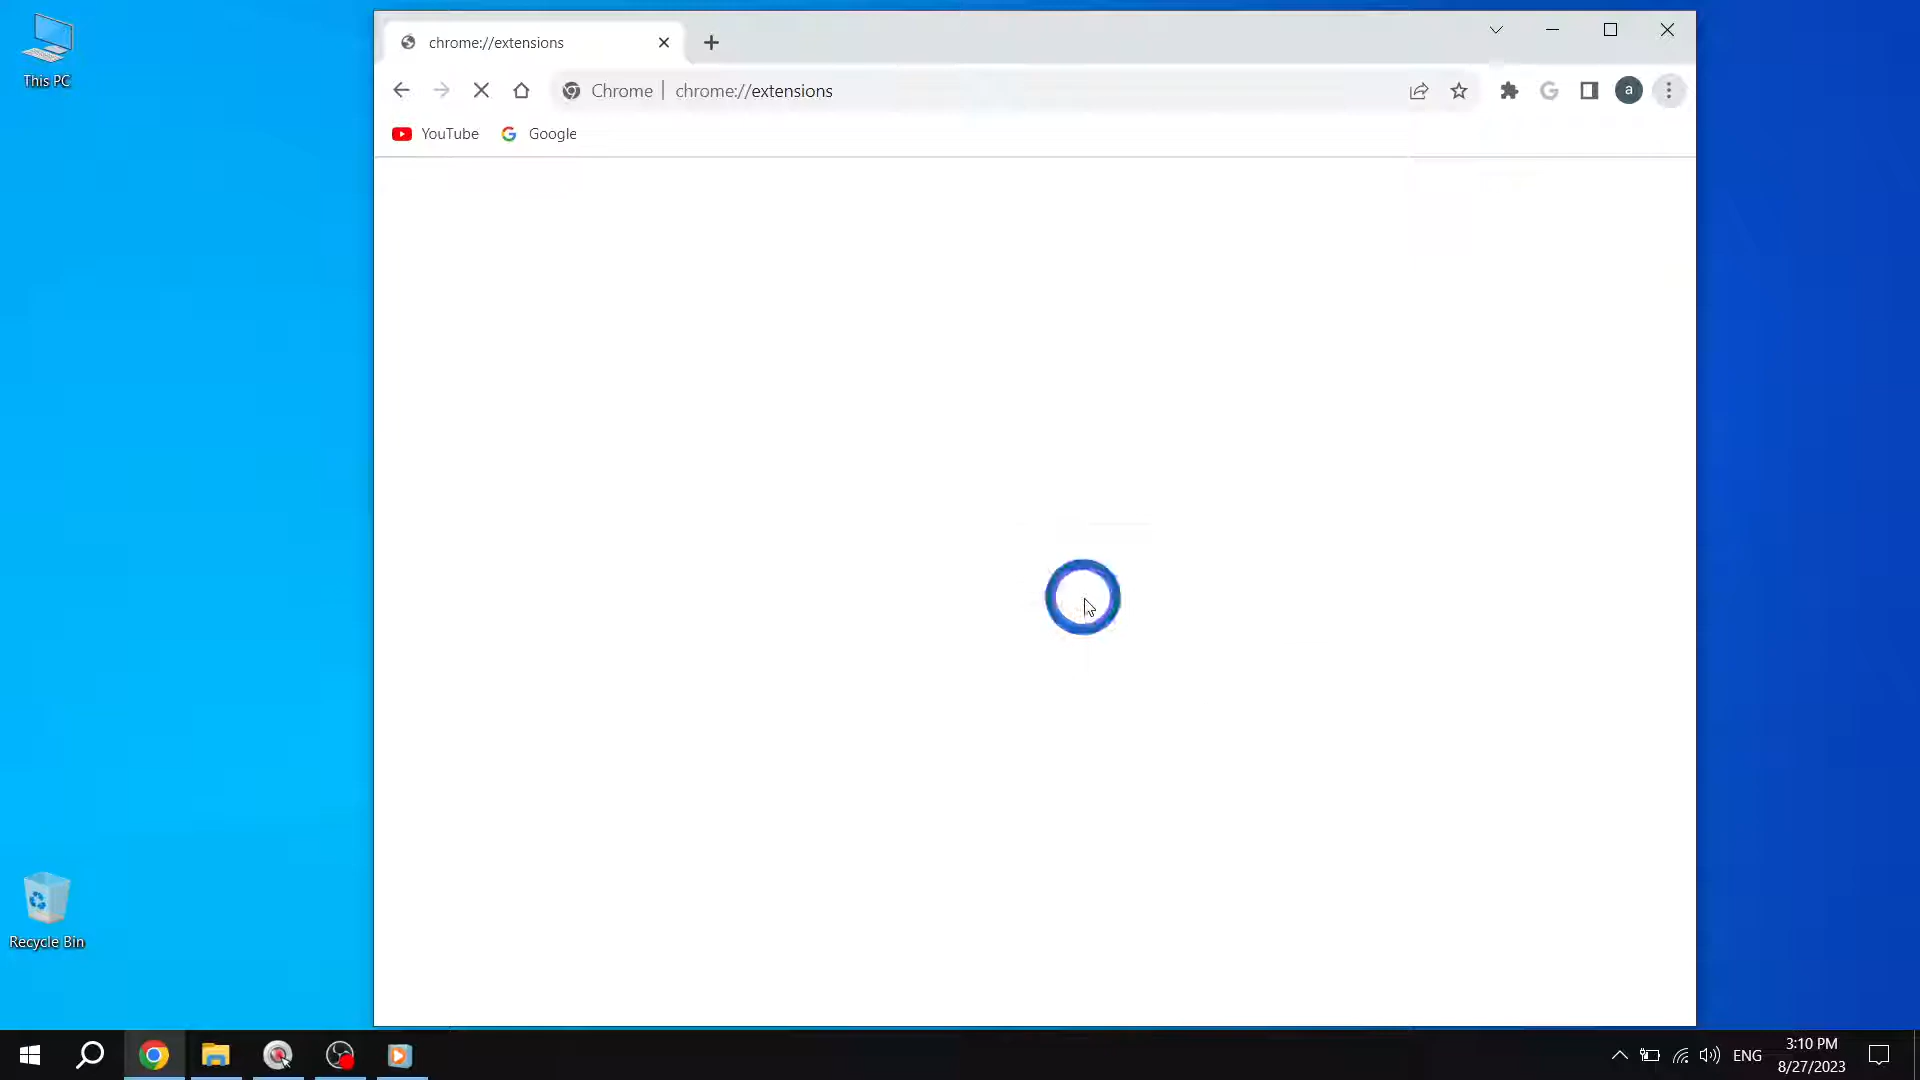 This PC
chrome://extensions
Chrome | chrome://extensions
a
YouTube
Google
Recycle Bin
ENG
3:10 PM
8/27/2023